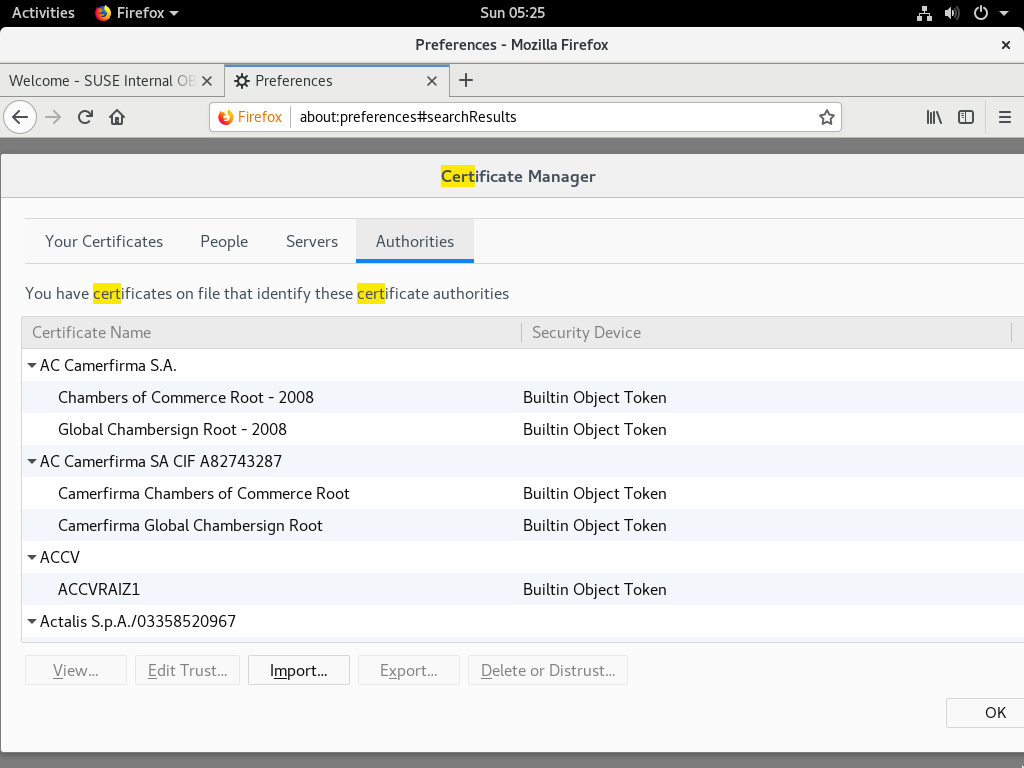 Activities Firefox Sun 05:25
Preferences - Mozilla Firefox
Welcome - SUSE Internal OB Preferences
Firefox about:preferences#searchResults
Certificate Manager
Your Certificates People Servers Authorities
You have certificates on file that identify these certificate authorities
Certificate Name Security Device
AC Camerfirma S.A.
Chambers of Commerce Root - 2008 Builtin Object Token
Global Chambersign Root - 2008 Builtin Object Token
AC Camerfirma SA CIF A82743287
Camerfirma Chambers of Commerce Root Builtin Object Token
Camerfirma Global Chambersign Root Builtin Object Token
ACCV
ACCVRAIZ1 Builtin Object Token
Actalis S.p.A./03358520967
View... Edit Trust... Import... Export... Delete or Distrust...
OK